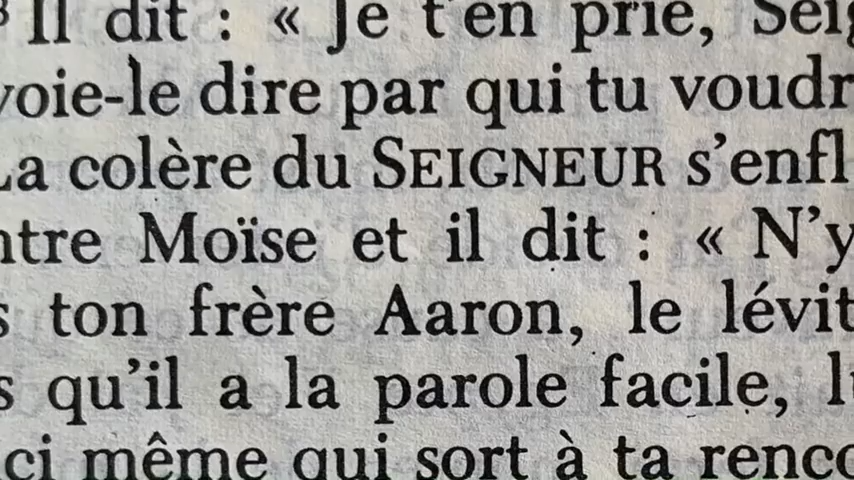 Il dit : « Je t'en prie, Seig
voie-le dire par qui tu voudr
La colère du SEIGNEUR s'enfl
ntre Moïse et il dit : « N'y
s ton frère Aaron, le lévit
s qu'il a la parole facile, l
ci même qui sort à ta renco